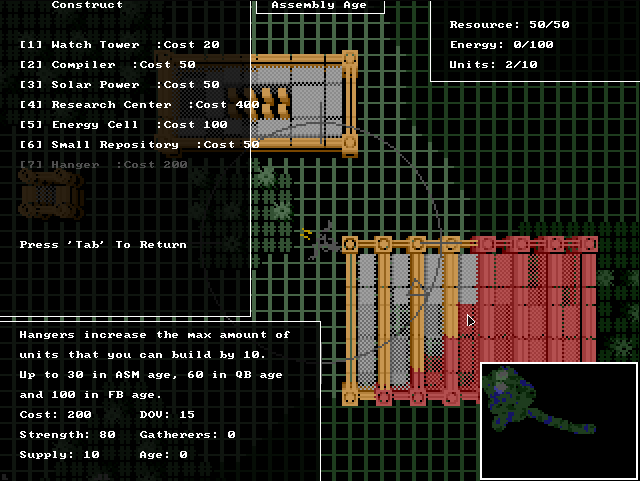 Construct
Assembly Age
[1] Watch Tower  :Cost 20
[2] Compiler  :Cost 50
[3] Solar Power  :Cost 50
[4] Research Center  :Cost 400
[5] Energy Cell  :Cost 100
[6] Small Repository  :Cost 50
[7] Hanger  :Cost 200
Press 'Tab' To Return
Resource: 50/50
Energy: 0/100
Units: 2/10
Hangers increase the max amount of
units that you can build by 10.
Up to 30 in ASM age, 60 in QB age
and 100 in FB age.
Cost: 200 DOV: 15
Strength: 80 Gatherers: 0
Supply: 10 Age: 0